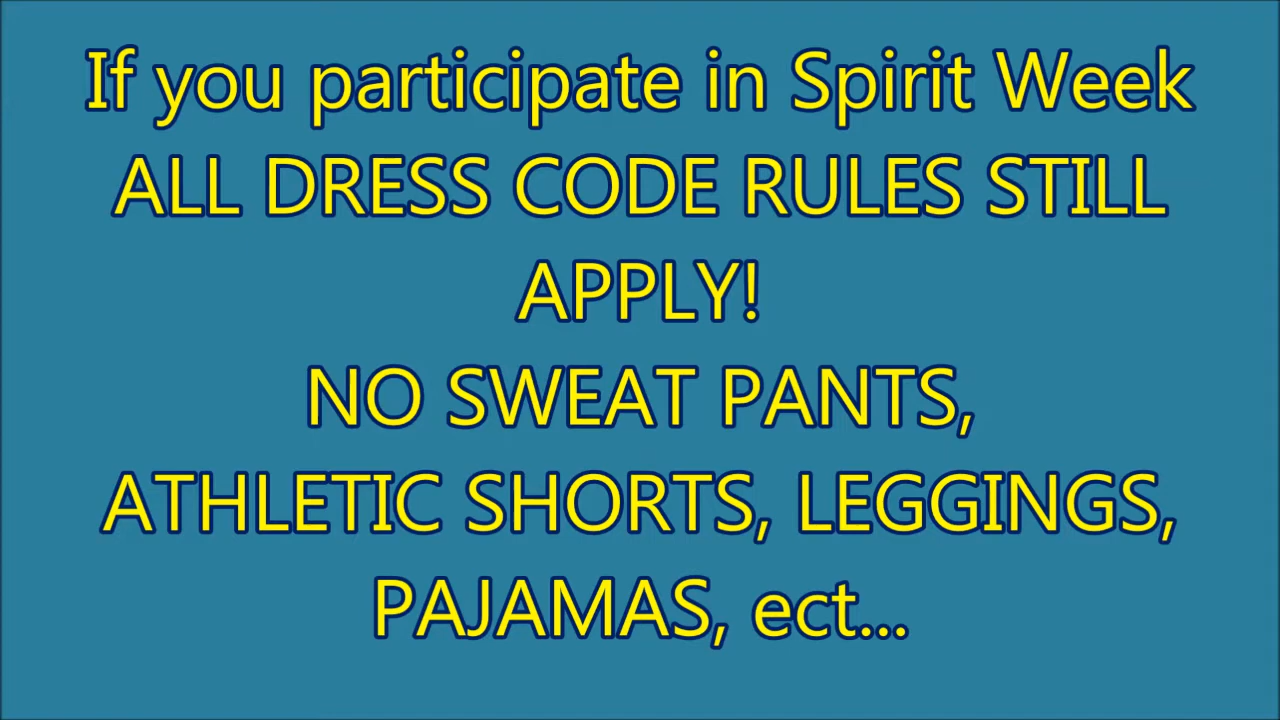 If you participate in Spirit Week
ALL DRESS CODE RULES STILL
APPLY!
NO SWEAT PANTS,
ATHLETIC SHORTS, LEGGINGS,
PAJAMAS, ect...